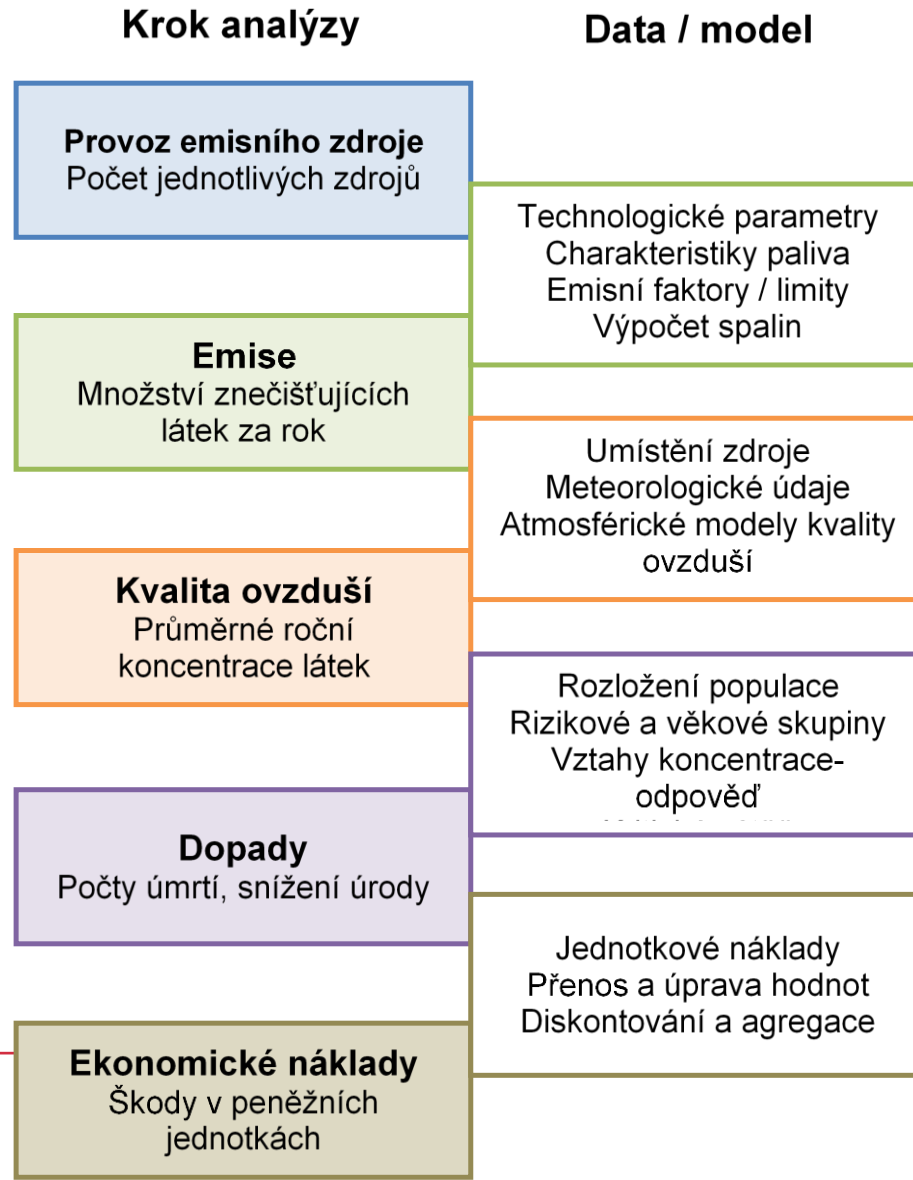 Krok analýzy
Data / model
Provoz emisního zdroje
Počet jednotlivých zdrojů
Technologické parametry
Charakteristiky paliva
Emisní faktory / limity
Výpočet spalin
Emise
Množství znečišťujících
látek za rok
Umístění zdroje
Meteorologické údaje
Atmosférické modely kvality
ovzduší
Kvalita ovzduší
Průměrné roční
koncentrace látek
Rozložení populace
Rizikové a věkové skupiny
Vztahy koncentrace-
odpověď
Dopady
Počty úmrtí, snížení úrody
Jednotkové náklady
Přenos a úprava hodnot
Diskontování a agregace
Ekonomické náklady
Škody v peněžních
jednotkách